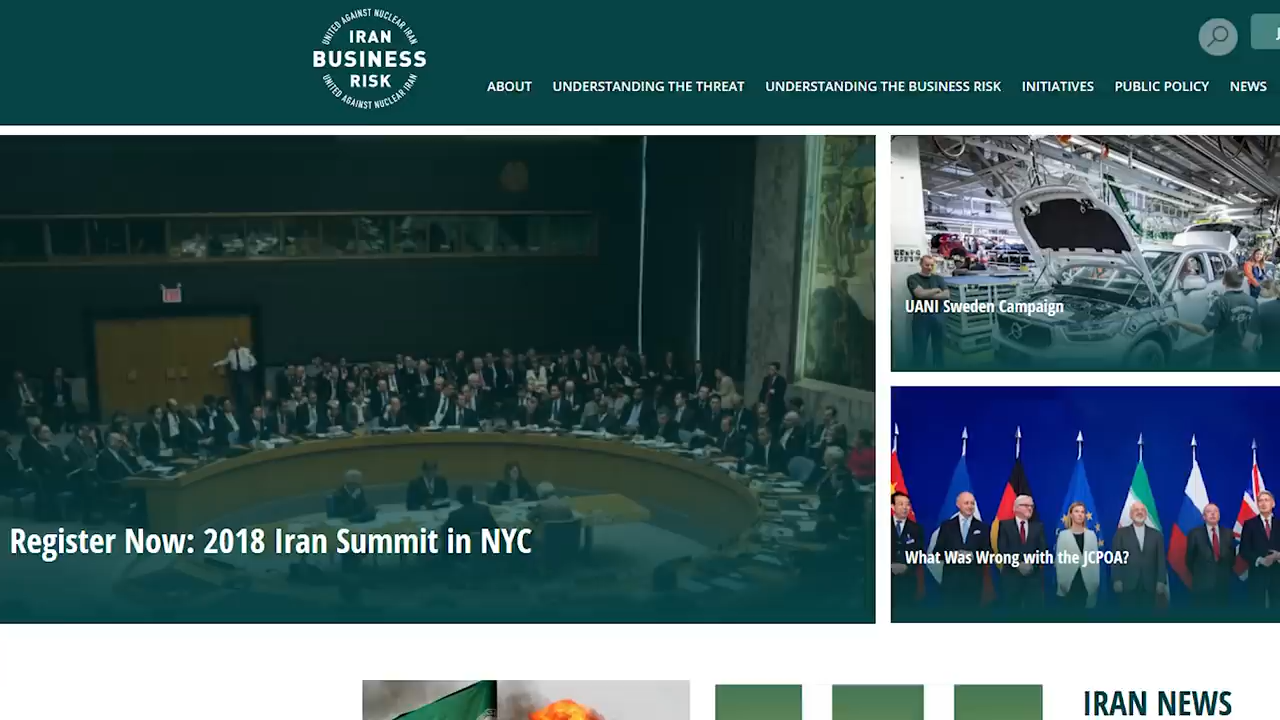 UNITED AGAINST NUCLEAR IRAN
IRAN
BUSINESS
RISK
UNITED AGAINST NUCLEAR IRAN
ABOUT UNDERSTANDING THE THREAT UNDERSTANDING THE BUSINESS RISK INITIATIVES PUBLIC POLICY NEWS
UANI Sweden Campaign
Register Now: 2018 Iran Summit in NYC
What Was Wrong with the JCPOA?
IRAN NEWS